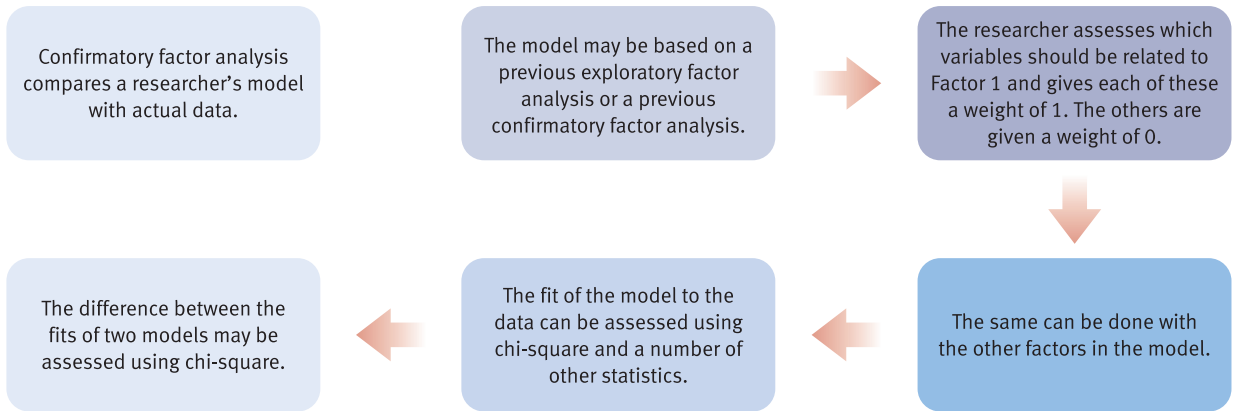 Confirmatory factor analysis
compares a researcher’s model
with actual data.
The model may be based on a
previous exploratory factor
analysis or a previous
confirmatory factor analysis.
The researcher assesses which
variables should be related to
Factor 1 and gives each of these
a weight of 1. The others are
given a weight of 0.
The same can be done with
the other factors in the model.
The fit of the model to the
data can be assessed using
chi-square and a number of
other statistics.
The difference between the
fits of two models may be
assessed using chi-square.